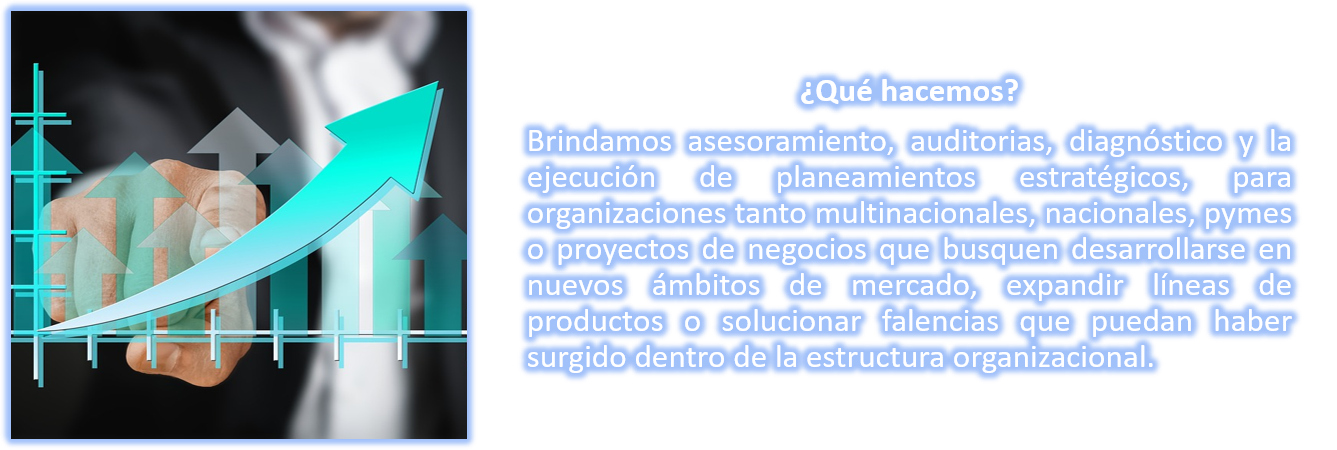 ¿Qué hacemos?
Brindamos asesoramiento, auditorias, diagnóstico y la
ejecución de planeamientos estratégicos, para
organizaciones tanto multinacionales, nacionales, pymes
o proyectos de negocios que busquen desarrollarse en
nuevos ámbitos de mercado, expandir líneas de
productos o solucionar falencias que puedan haber
surgido dentro de la estructura organizacional.